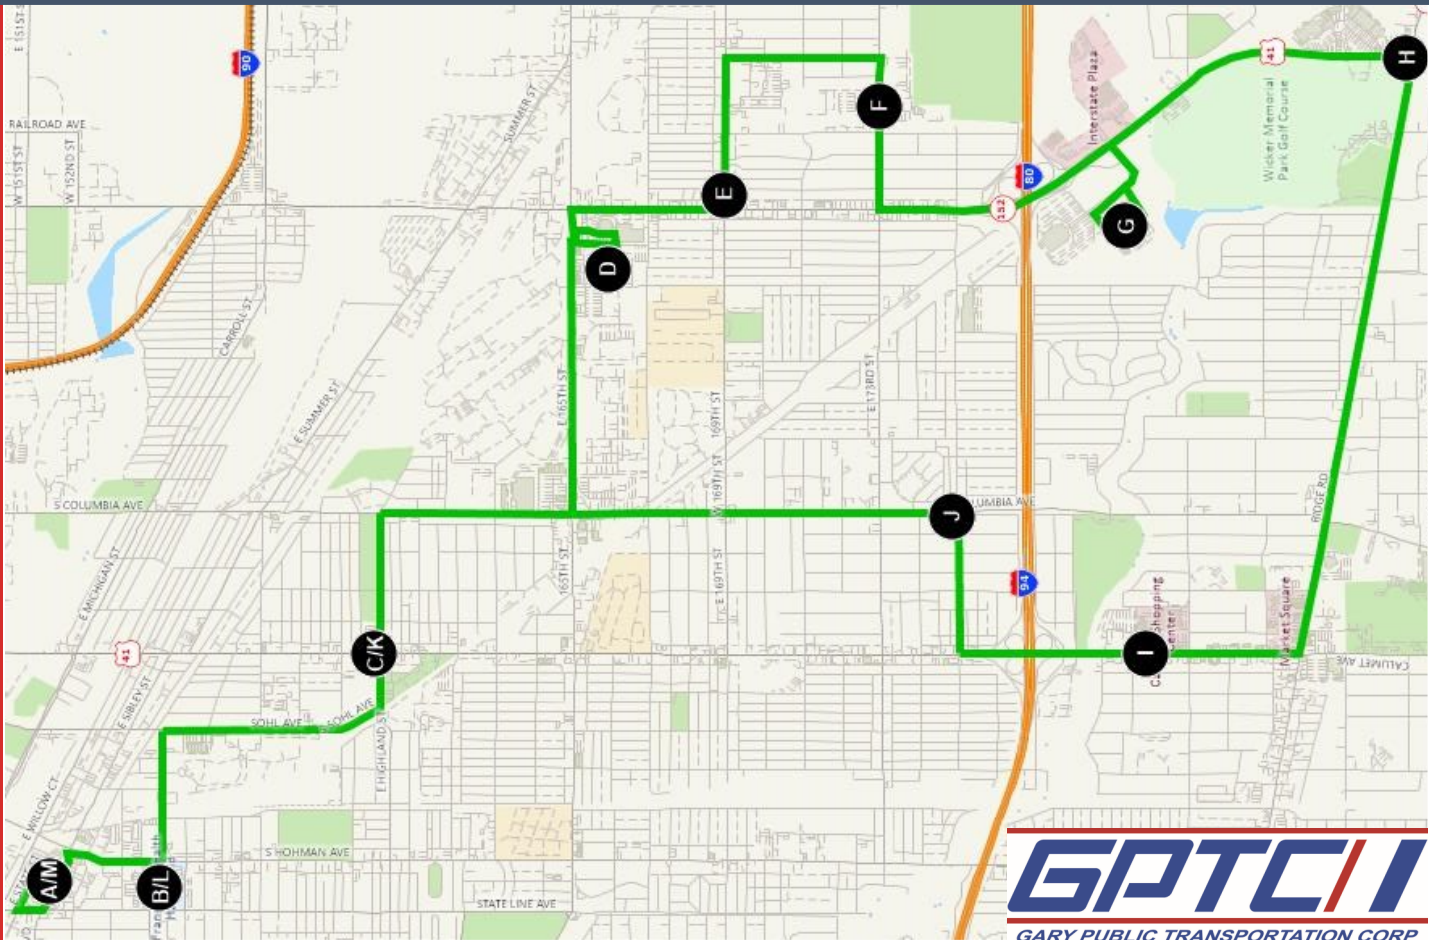 E 151ST S
90
RAILROAD AVE
W 151ST ST
W 152ND ST
SUMMER ST
CARROLL ST
E SUMMER ST
E 165TH ST
169TH ST
E 173RD ST
80
152
41
Interstate Plaza
Wicker Memorial
Park Golf Course
H
F
E
D
G
S COLUMBIA AVE
W 169TH ST
J
UMBIA AVE
RIDGE RD
E MICHIGAN ST
165TH ST
E 169TH ST
94
41
C/K
I
Shopping
Center
Market Square
CALUMET AVE
E SIBLEY ST
SOHL AVE
SOHL AVE
E HIGHLAND ST
E WILLOW CT
S HOHMAN AVE
A/M
B/L
STATE LINE AVE
GPTC
GARY PUBLIC TRANSPORTATION CORP